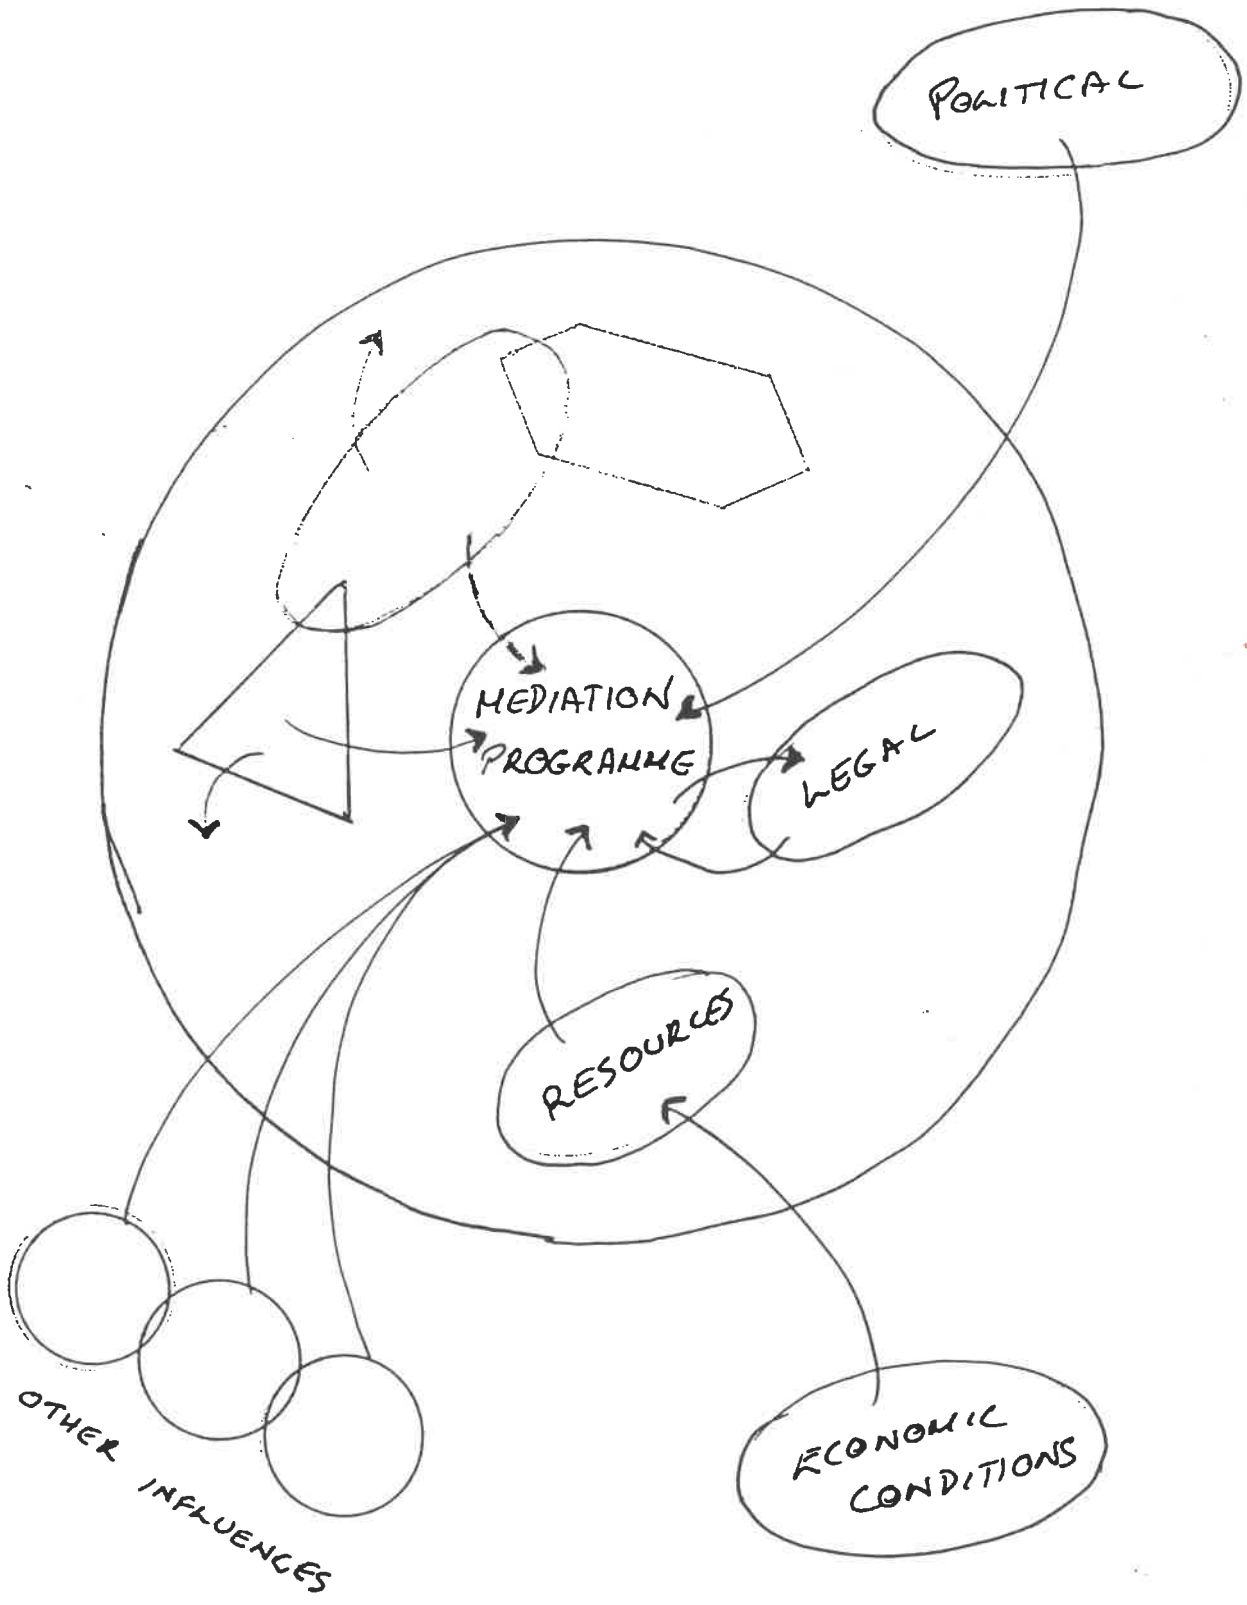 POLITICAL
MEDIATION
PROGRAMME
LEGAL
RESOURCES
OTHER INFLUENCES
ECONOMIC
CONDITIONS